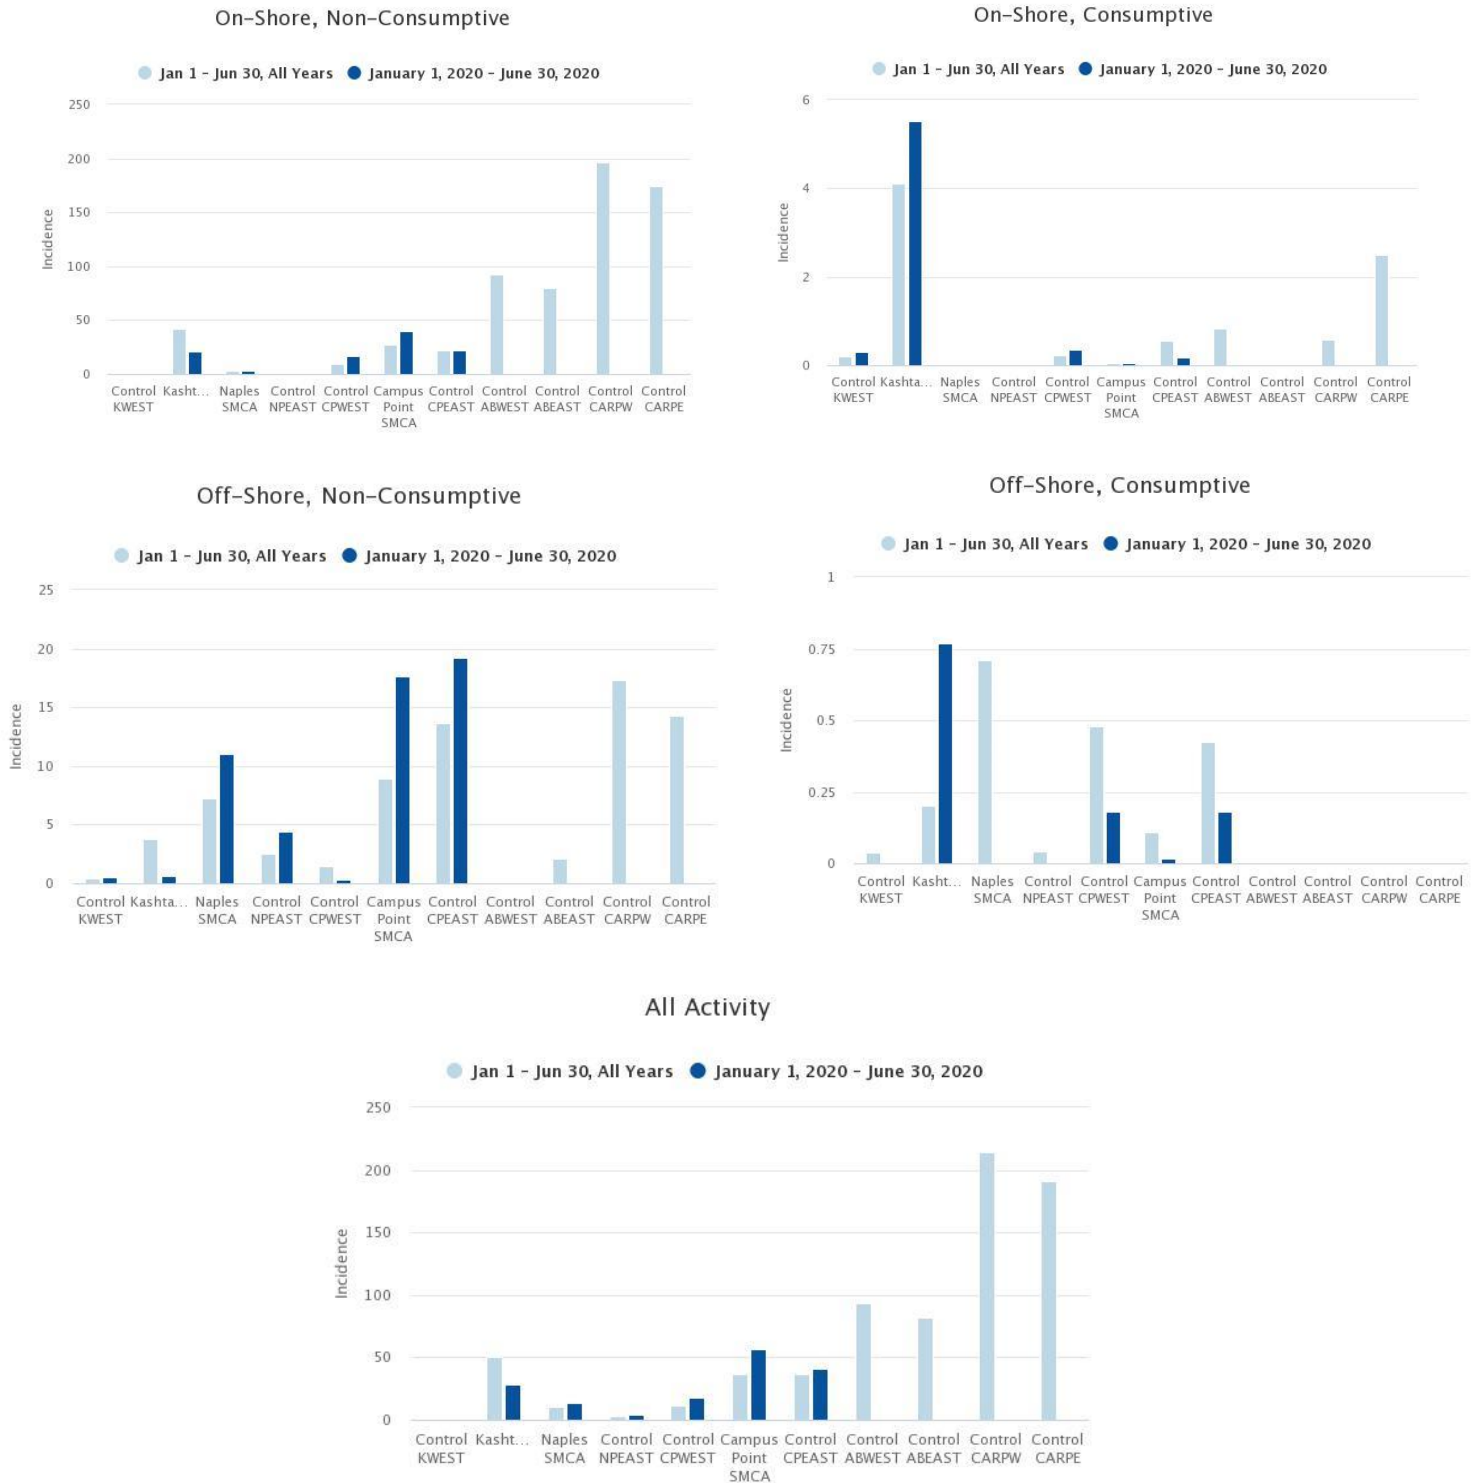 On-Shore, Non-Consumptive
Jan 1 - Jun 30, All Years January 1, 2020 - June 30, 2020
250
200
150
100
50
0
Incidence
Control KWEST
Kasht...
Naples SMCA
Control NPEAST
Control CPWEST
Campus Point SMCA
Control CPEAST
Control ABWEST
Control ABEAST
Control CARPW
Control CARPE
On-Shore, Consumptive
Jan 1 - Jun 30, All Years January 1, 2020 - June 30, 2020
6
4
2
0
Incidence
Control KWEST
Kashta...
Naples SMCA
Control NPEAST
Control CPWEST
Campus Point SMCA
Control CPEAST
Control ABWEST
Control ABEAST
Control CARPW
Control CARPE
Off-Shore, Non-Consumptive
Jan 1 - Jun 30, All Years January 1, 2020 - June 30, 2020
25
20
15
10
5
0
Incidence
Control KWEST
Kashta...
Naples SMCA
Control NPEAST
Control CPWEST
Campus Point SMCA
Control CPEAST
Control ABWEST
Control ABEAST
Control CARPW
Control CARPE
Off-Shore, Consumptive
Jan 1 - Jun 30, All Years January 1, 2020 - June 30, 2020
1
0.75
0.5
0.25
0
Incidence
Control KWEST
Kasht...
Naples SMCA
Control NPEAST
Control CPWEST
Campus Point SMCA
Control CPEAST
Control ABWEST
Control ABEAST
Control CARPW
Control CARPE
All Activity
Jan 1 - Jun 30, All Years January 1, 2020 - June 30, 2020
250
200
150
100
50
0
Incidence
Control KWEST
Kasht...
Naples SMCA
Control NPEAST
Control CPWEST
Campus Point SMCA
Control CPEAST
Control ABWEST
Control ABEAST
Control CARPW
Control CARPE